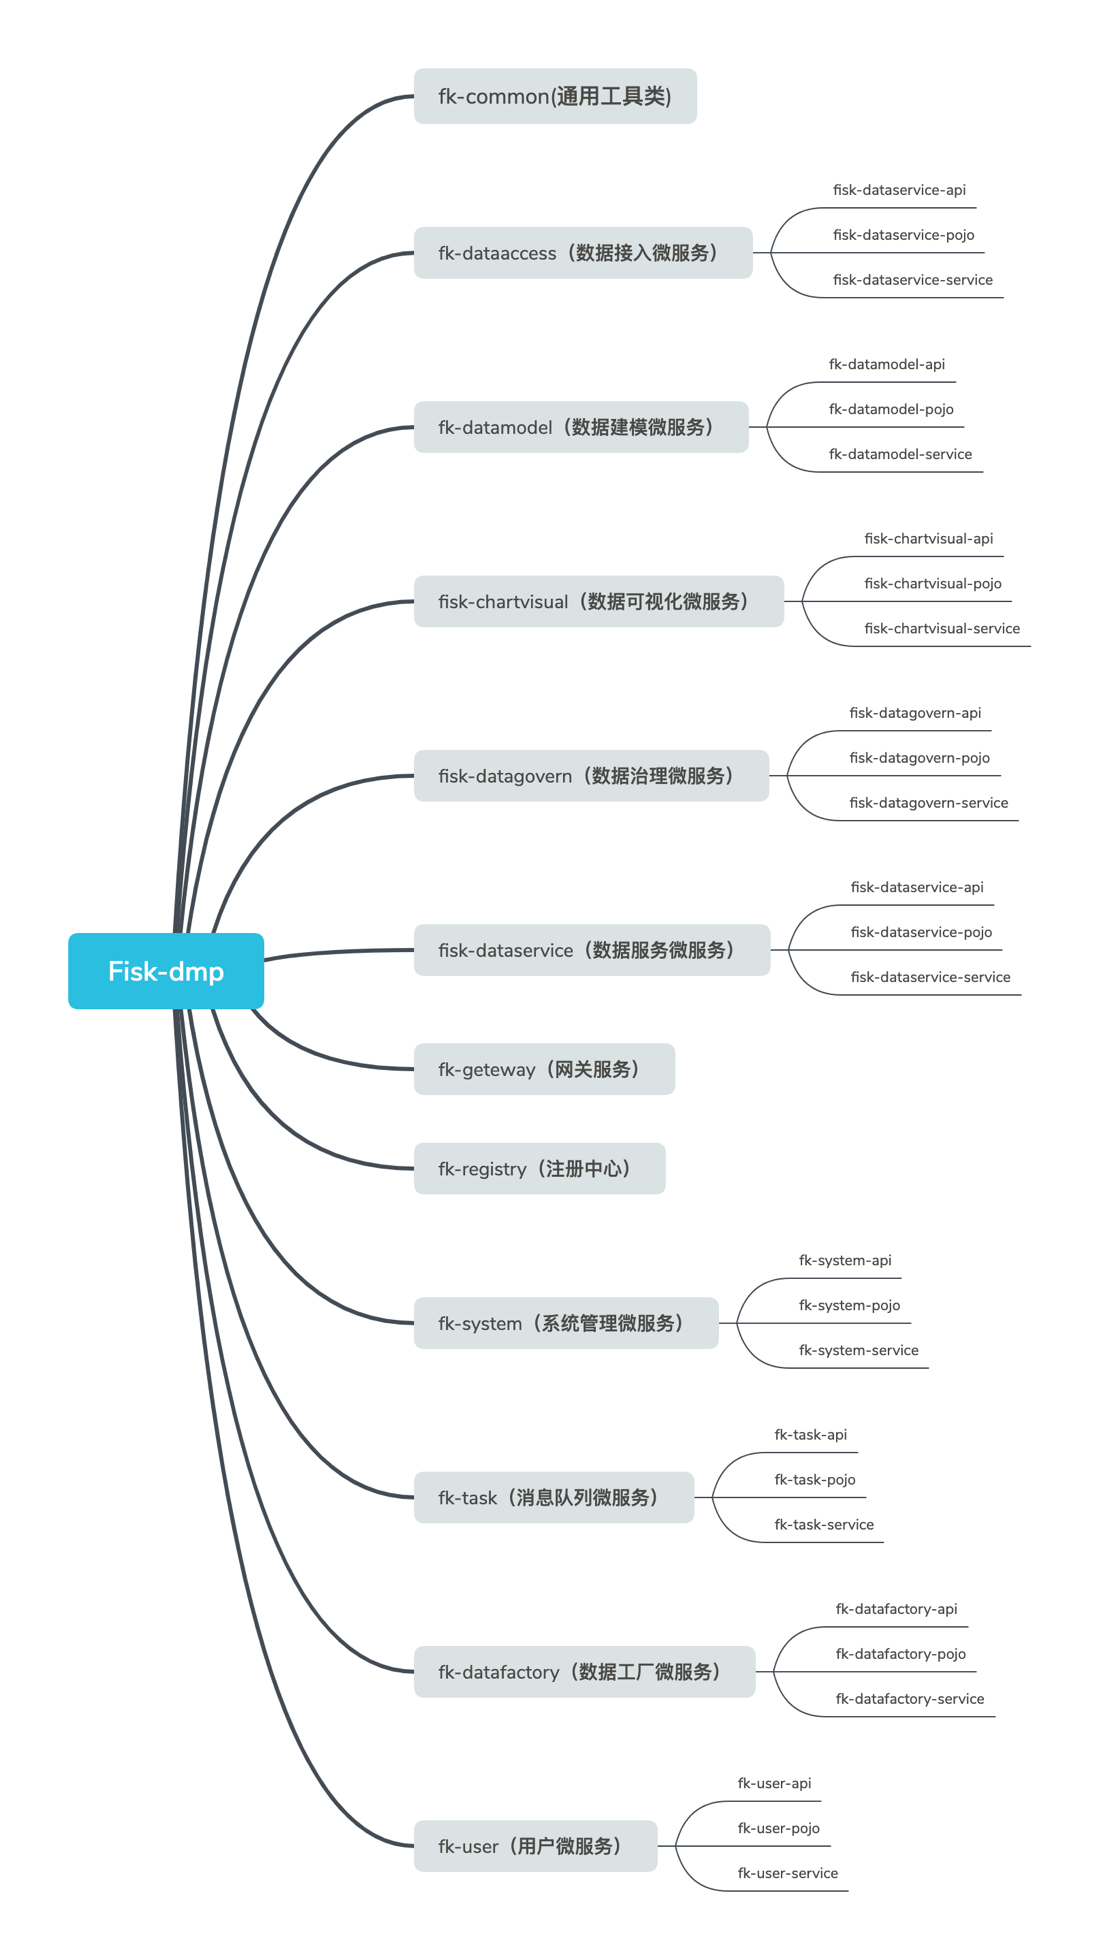 fk-common(通用工具类)
fisk-dataservice-api
fisk-dataservice-pojo
fk-dataaccess（数据接入微服务）
fisk-dataservice-service
fk-datamodel-api
fk-datamodel-pojo
fk-datamodel（数据建模微服务）
fk-datamodel-service
fisk-chartvisual-api
fisk-chartvisual-pojo
fisk-chartvisual（数据可视化微服务）
fisk-chartvisual-service
fisk-datagovern-api
fisk-datagovern-pojo
fisk-datagovern（数据治理微服务）
fisk-datagovern-service
fisk-dataservice-api
fisk-dataservice-pojo
fisk-dataservice（数据服务微服务）
fisk-dataservice-service
Fisk-dmp
fk-geteway（网关服务）
fk-registry（注册中心）
fk-system-api
fk-system-pojo
fk-system（系统管理微服务）
fk-system-service
fk-task-api
fk-task-pojo
fk-task（消息队列微服务）
fk-task-service
fk-datafactory-api
fk-datafactory-pojo
fk-datafactory（数据工厂微服务）
fk-datafactory-service
fk-user-api
fk-user-pojo
fk-user（用户微服务）
fk-user-service